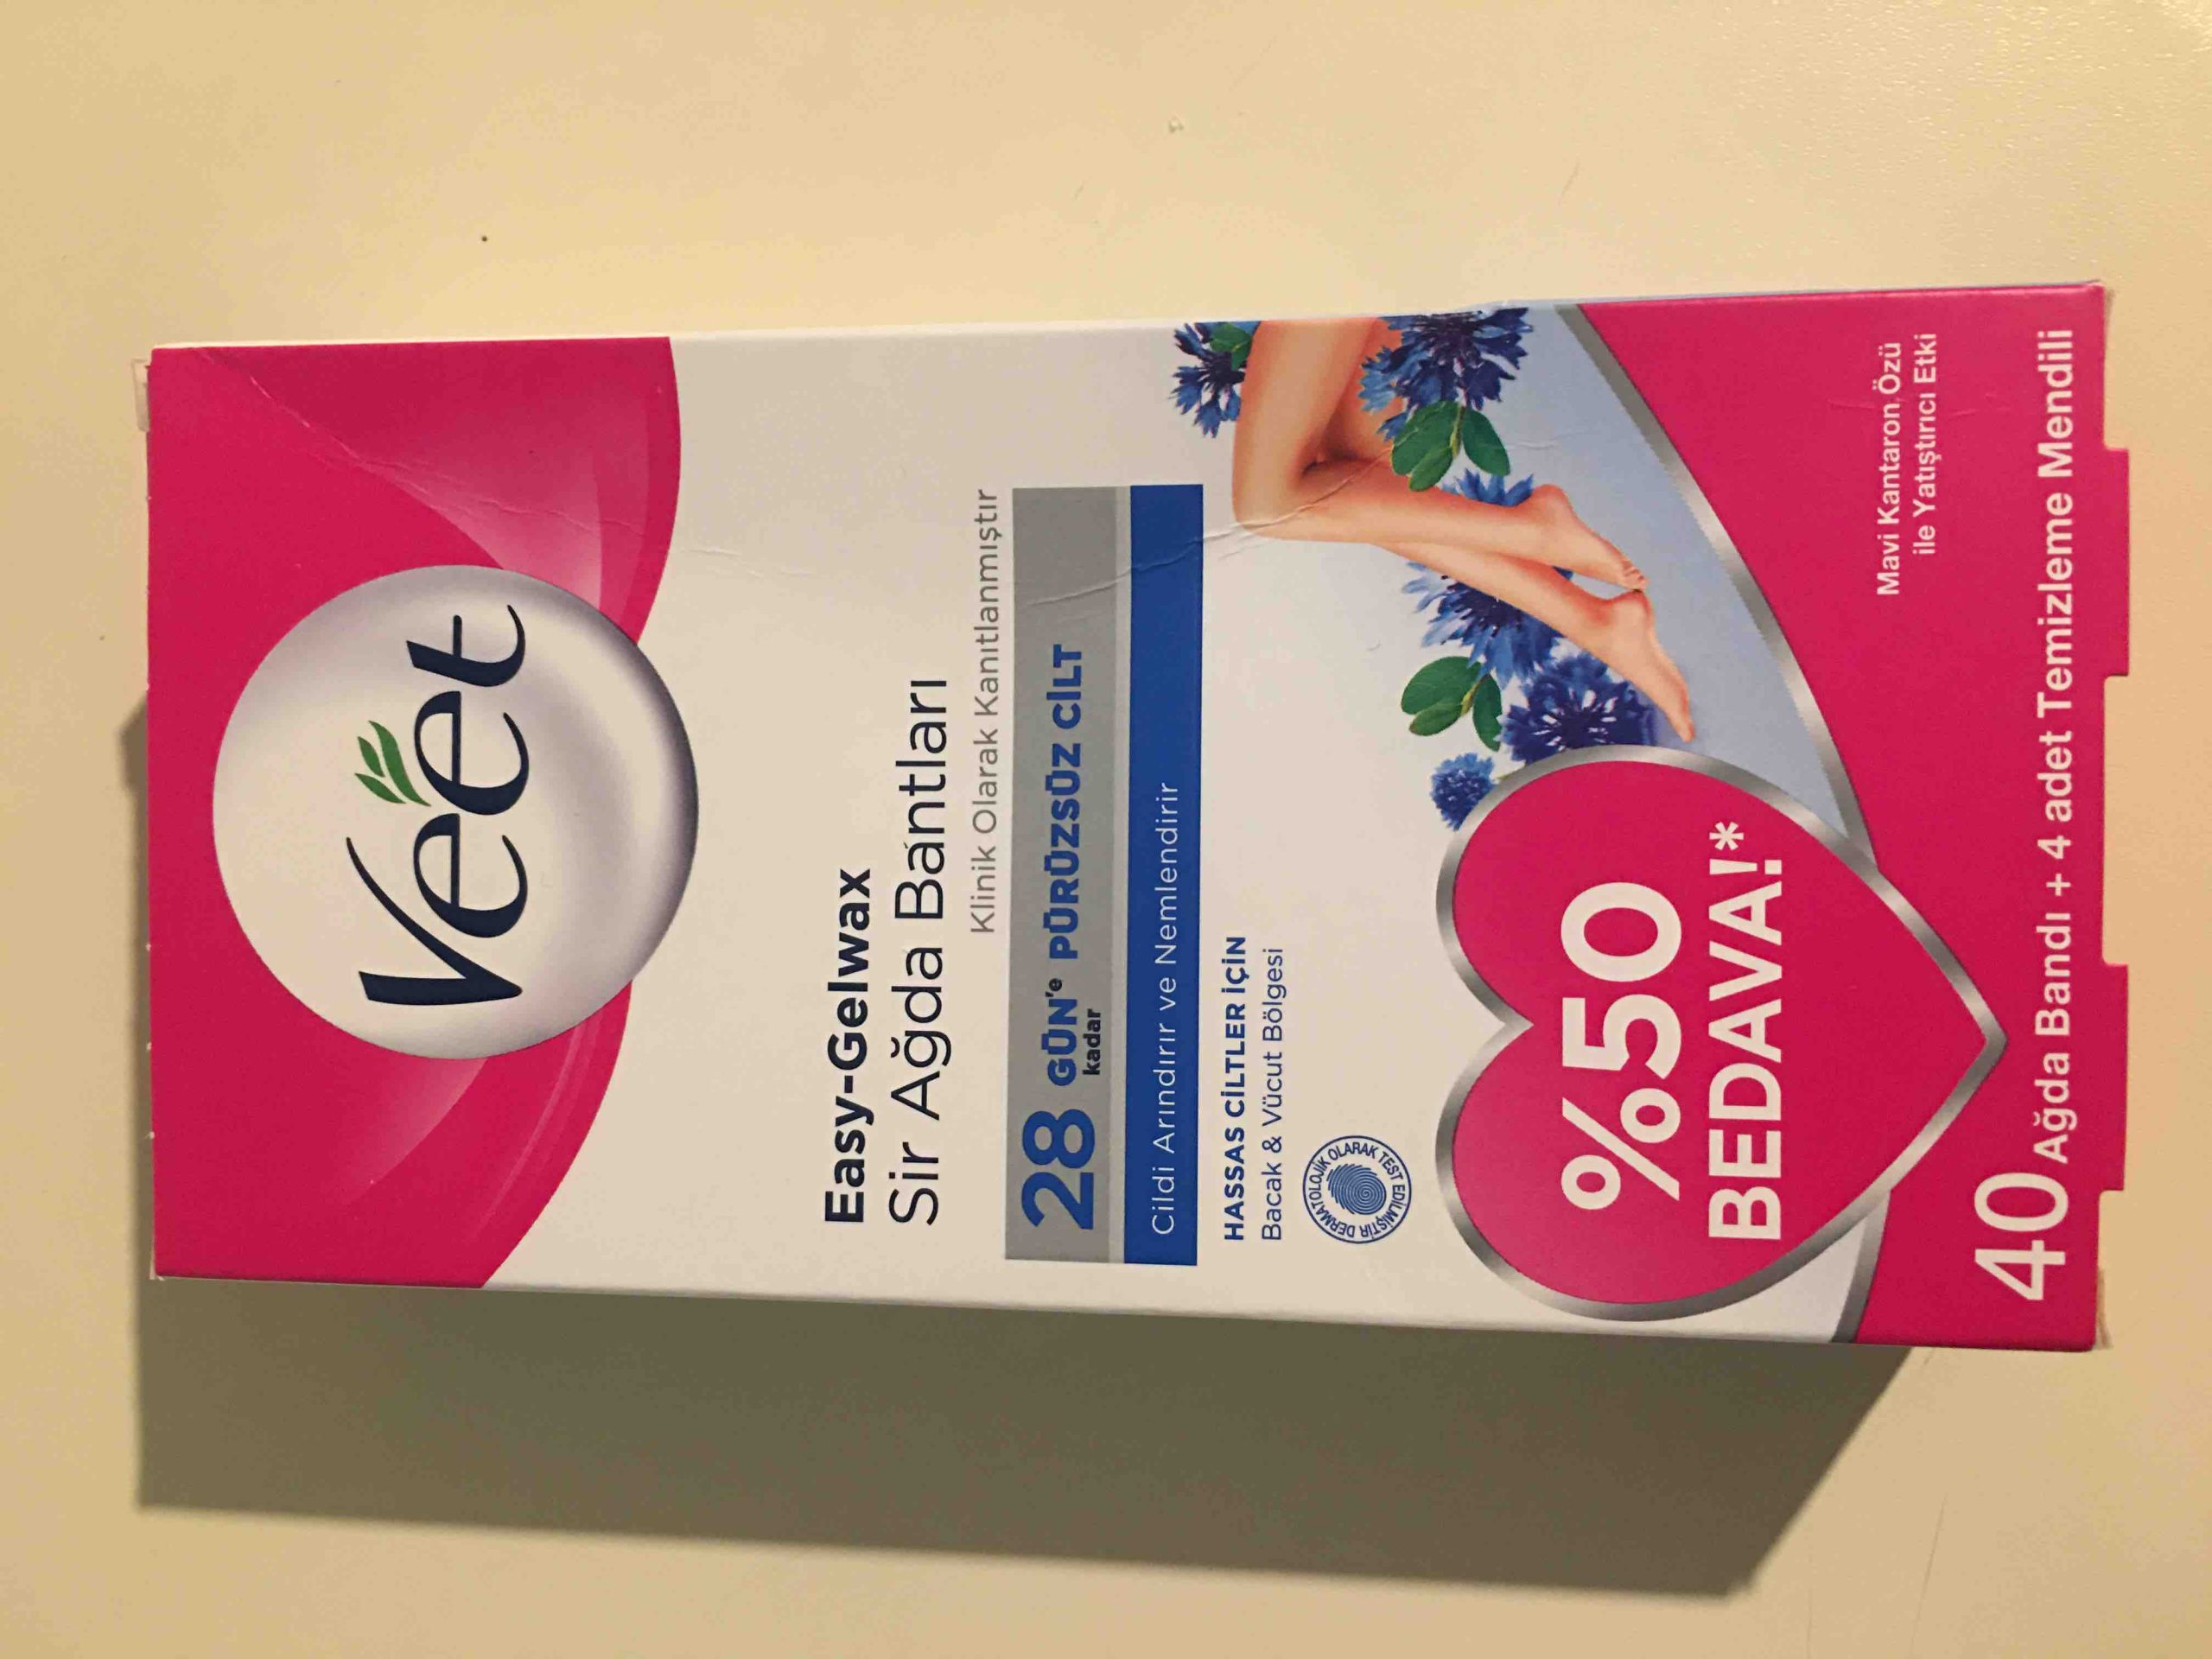 Veet
Easy-Gelwax
Sir Ağda Bantları
Klinik Olarak Kanıtlanmıştır
28 GÜN'e PÜRÜZSÜZ CİLT
kadar
Cildi Arındırır ve Nemlendirir
HASSAS CİLTLER İÇİN
Bacak & Vücut Bölgesi
DERMATOLOJİK OLARAK TEST EDİLMİŞTİR
%50
BEDAVA!*
Mavi Kantaron Özü
ile Yatıştırıcı Etki
40 Ağda Bandı + 4 adet Temizleme Mendili